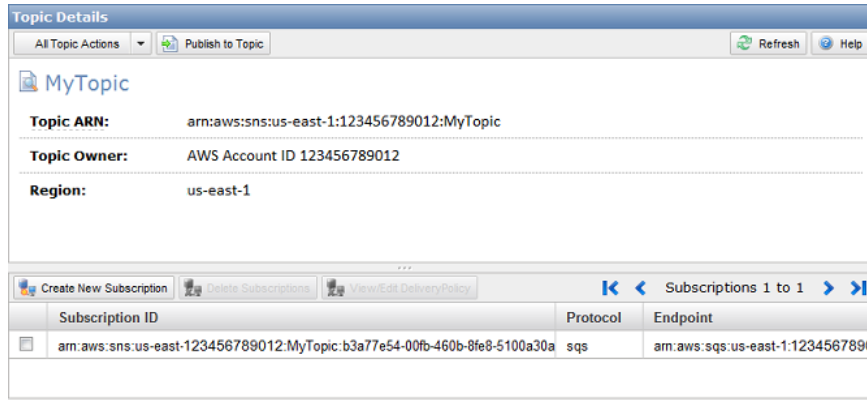 Topic Details
All Topic Actions Publish to Topic Refresh Help
MyTopic
Topic ARN: arn:aws:sns:us-east-1:123456789012:MyTopic
Topic Owner: AWS Account ID 123456789012
Region: us-east-1
Create New Subscription Delete Subscriptions View/Edit DeliveryPolicy Subscriptions 1 to 1
Subscription ID Protocol Endpoint
arn:aws:sns:us-east-123456789012:MyTopic:b3a77e54-00fb-460b-8fe8-5100a30a sqs arn:aws:sqs:us-east-1:123456789